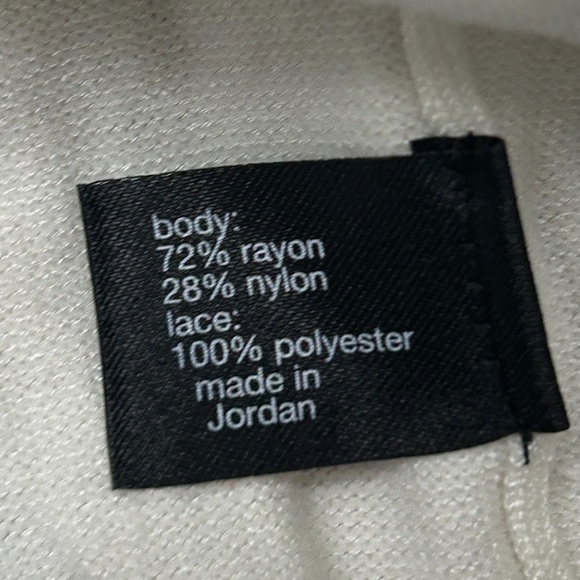 body:
72% rayon
28% nylon
lace:
100% polyester
made in
Jordan